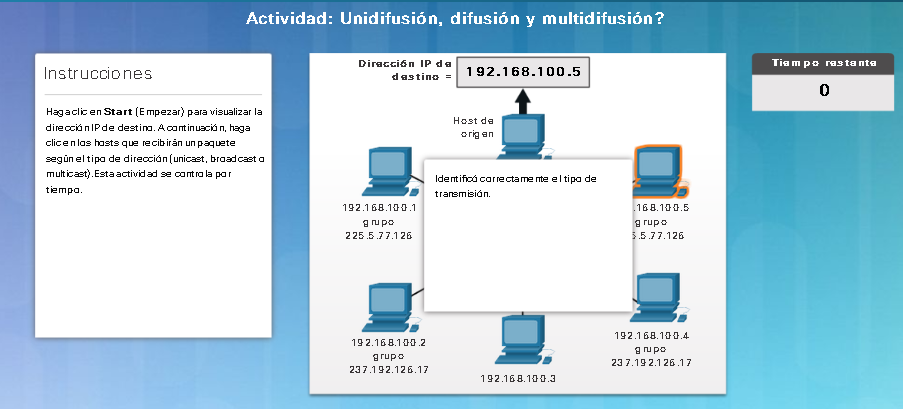 Actividad: Unidifusión, difusión y multidifusión?
Instrucciones
Haga clic en Start (Empezar) para visualizar la
dirección IP de destino. A continuación, haga
clic en los hosts que recibirán un paquete
según el tipo de dirección (unicast, broadcast o
multicast). Esta actividad se controla por
tiempo.
Dirección IP de
destino =
192.168.100.5
Host de
origen
Identificó correctamente el tipo de
transmisión.
192.168.100.1
grupo
225.5.77.126
.168.100.5
grupo
5.5.77.126
192.168.100.2
grupo
237.192.126.17
192.168.100.3
192.168.100.4
grupo
237.192.126.17
Tiempo restante
0